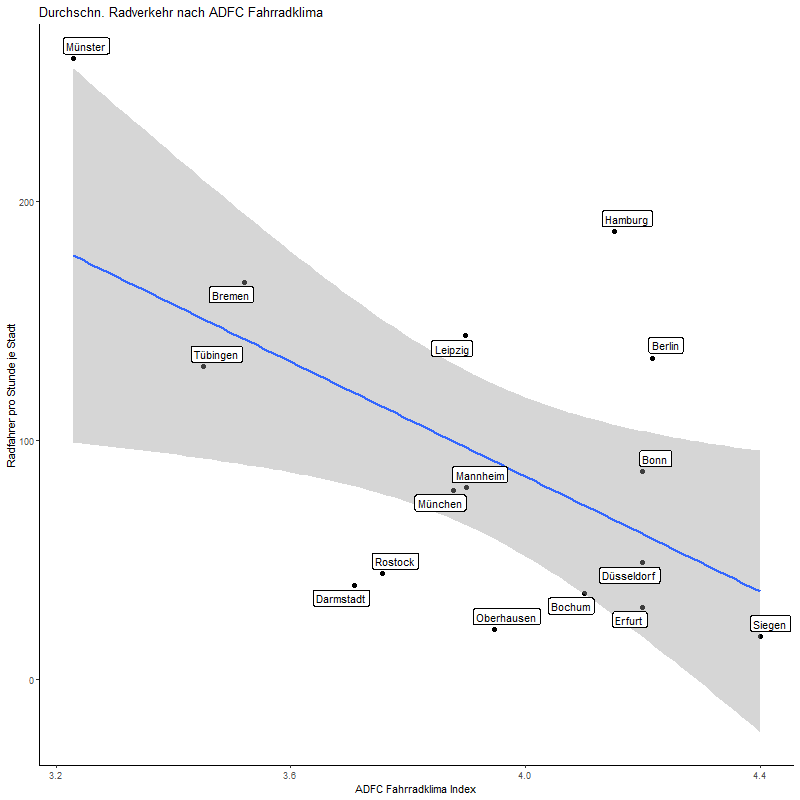 Durchschn. Radverkehr nach ADFC Fahrradklima
Münster
Hamburg
Bremen
Tübingen
Leipzig
Berlin
Mannheim
München
Bonn
Rostock
Darmstadt
Düsseldorf
Bochum
Oberhausen
Erfurt
Siegen
Radfahrer pro Stunde je Stadt
200
100
0
3.2
3.6
4.0
4.4
ADFC Fahrradklima Index